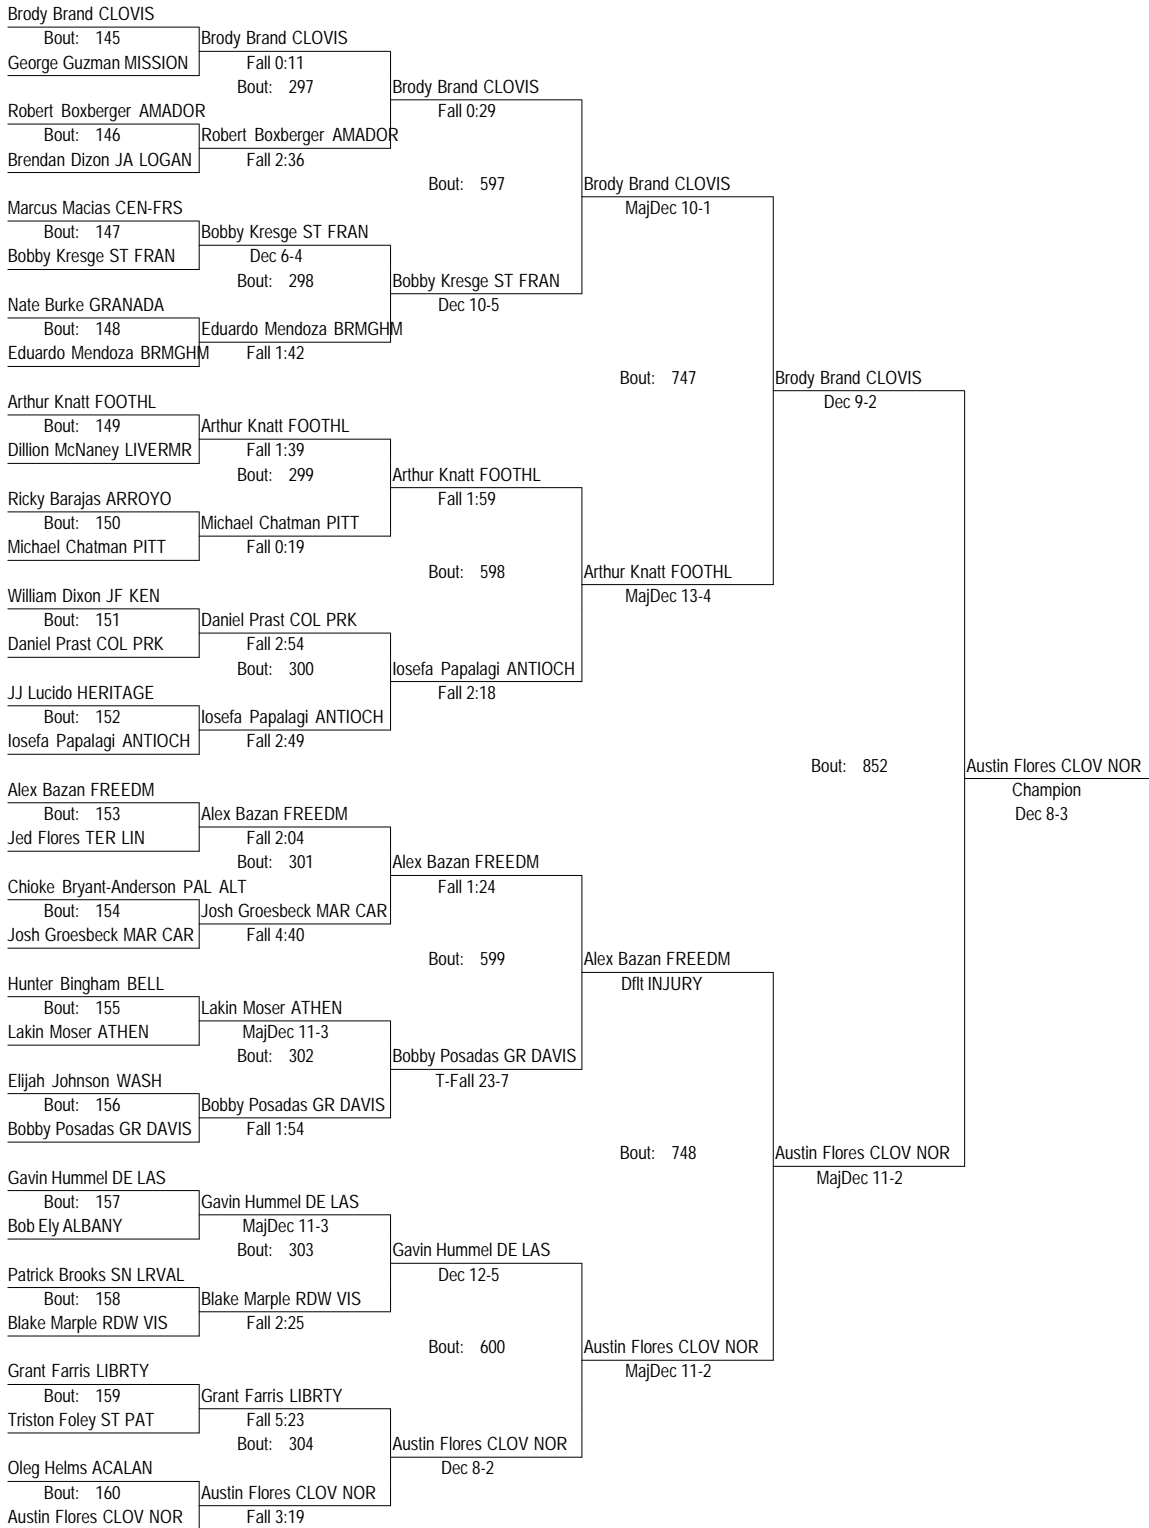 Brody Brand CLOVIS
Bout: 145
Brody Brand CLOVIS
George Guzman MISSION
Fall 0:11
Bout: 297
Brody Brand CLOVIS
Robert Boxberger AMADOR
Fall 0:29
Bout: 146
Robert Boxberger AMADOR
Brendan Dizon JA LOGAN
Fall 2:36
Bout: 597
Brody Brand CLOVIS
Marcus Macias CEN-FRS
MajDec 10-1
Bout: 147
Bobby Kresge ST FRAN
Bobby Kresge ST FRAN
Dec 6-4
Bout: 298
Bobby Kresge ST FRAN
Nate Burke GRANADA
Dec 10-5
Bout: 148
Eduardo Mendoza BRMGHM
Eduardo Mendoza BRMGHM
Fall 1:42
Bout: 747
Brody Brand CLOVIS
Arthur Knatt FOOTHL
Dec 9-2
Bout: 149
Arthur Knatt FOOTHL
Dillion McNaney LIVERMR
Fall 1:39
Bout: 299
Arthur Knatt FOOTHL
Ricky Barajas ARROYO
Fall 1:59
Bout: 150
Michael Chatman PITT
Michael Chatman PITT
Fall 0:19
Bout: 598
Arthur Knatt FOOTHL
William Dixon JF KEN
MajDec 13-4
Bout: 151
Daniel Prast COL PRK
Daniel Prast COL PRK
Fall 2:54
Bout: 300
Iosefa Papalagi ANTIOCH
JJ Lucido HERITAGE
Fall 2:18
Bout: 152
Iosefa Papalagi ANTIOCH
Iosefa Papalagi ANTIOCH
Fall 2:49
Bout: 852
Austin Flores CLOV NOR
Alex Bazan FREEDM
Champion
Bout: 153
Alex Bazan FREEDM
Dec 8-3
Jed Flores TER LIN
Fall 2:04
Bout: 301
Alex Bazan FREEDM
Chioke Bryant-Anderson PAL ALT
Fall 1:24
Bout: 154
Josh Groesbeck MAR CAR
Josh Groesbeck MAR CAR
Fall 4:40
Bout: 599
Alex Bazan FREEDM
Hunter Bingham BELL
Dflt INJURY
Bout: 155
Lakin Moser ATHEN
Lakin Moser ATHEN
MajDec 11-3
Bout: 302
Bobby Posadas GR DAVIS
Elijah Johnson WASH
T-Fall 23-7
Bout: 156
Bobby Posadas GR DAVIS
Bobby Posadas GR DAVIS
Fall 1:54
Bout: 748
Austin Flores CLOV NOR
Gavin Hummel DE LAS
MajDec 11-2
Bout: 157
Gavin Hummel DE LAS
Bob Ely ALBANY
MajDec 11-3
Bout: 303
Gavin Hummel DE LAS
Patrick Brooks SN LRVAL
Dec 12-5
Bout: 158
Blake Marple RDW VIS
Blake Marple RDW VIS
Fall 2:25
Bout: 600
Austin Flores CLOV NOR
Grant Farris LIBRTY
MajDec 11-2
Bout: 159
Grant Farris LIBRTY
Triston Foley ST PAT
Fall 5:23
Bout: 304
Austin Flores CLOV NOR
Oleg Helms ACALAN
Dec 8-2
Bout: 160
Austin Flores CLOV NOR
Austin Flores CLOV NOR
Fall 3:19